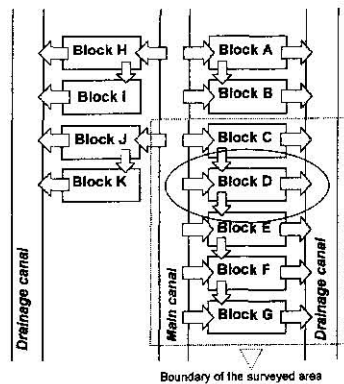 Block H
Block A
Block I
Block B
Block J
Block C
Block K
Block D
Block E
Block F
Block G
Drainage canal
Main canal
Drainage canal
Boundary of the surveyed area